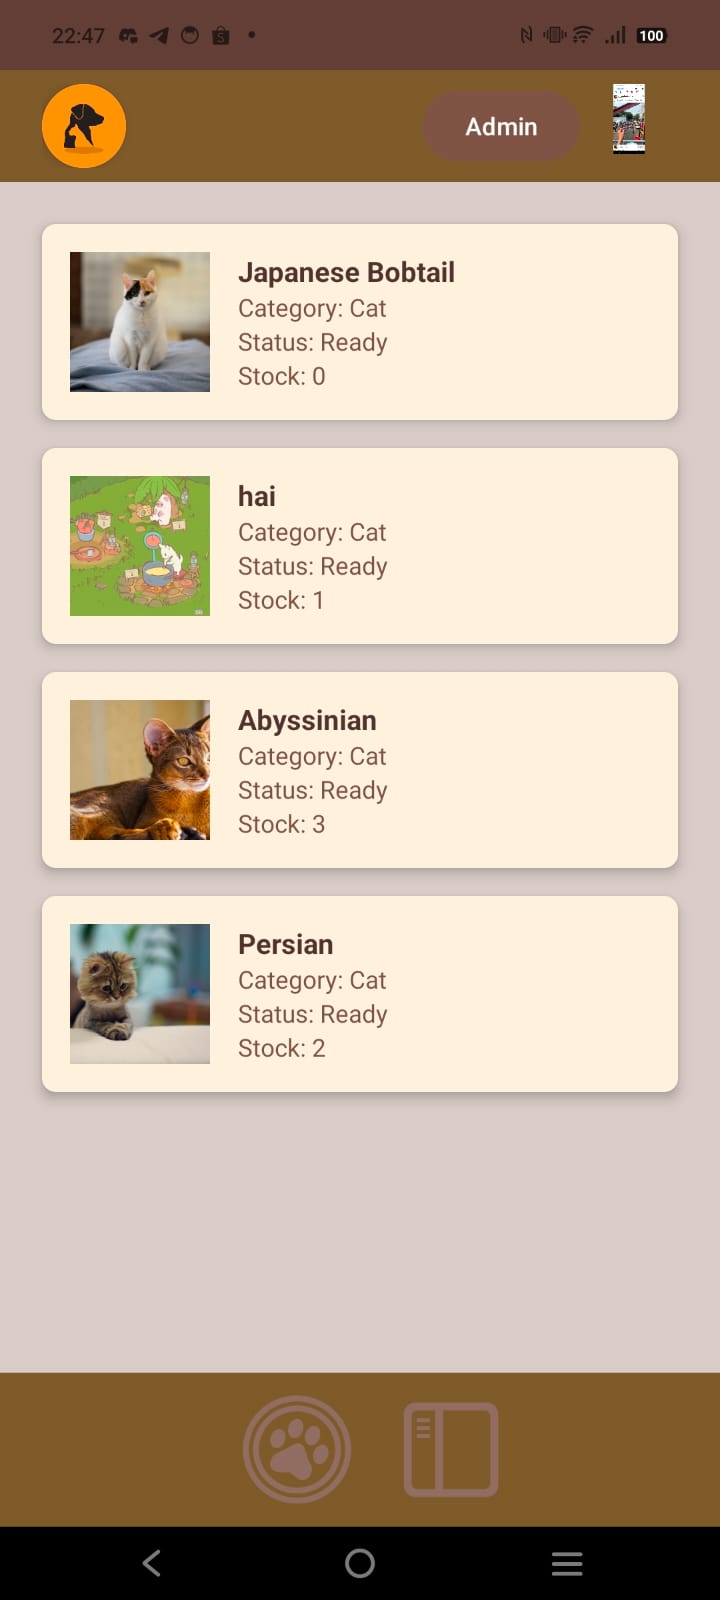 22:47
100
Admin
Japanese Bobtail
Category: Cat
Status: Ready
Stock: 0
hai
Category: Cat
Status: Ready
Stock: 1
Abyssinian
Category: Cat
Status: Ready
Stock: 3
Persian
Category: Cat
Status: Ready
Stock: 2